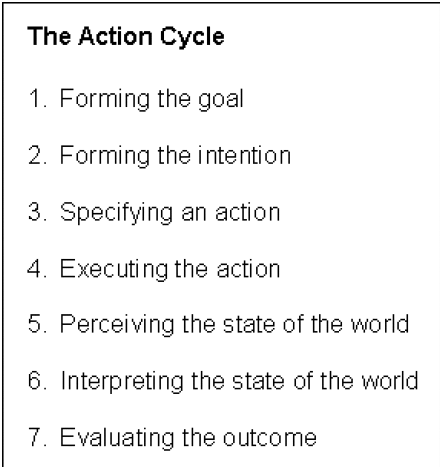 The Action Cycle
1. Forming the goal
2. Forming the intention
3. Specifying an action
4. Executing the action
5. Perceiving the state of the world
6. Interpreting the state of the world
7. Evaluating the outcome